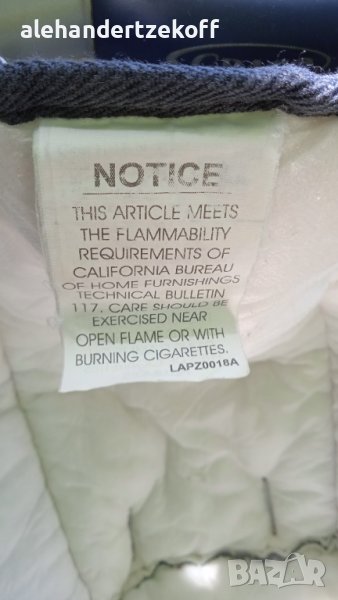 alehandertzekoff
NOTICE
THIS ARTICLE MEETS
THE FLAMMABILITY
REQUIREMENTS OF
CALIFORNIA BUREAU
OF HOME FURNISHINGS
TECHNICAL BULLETIN
117. CARE SHOULD BE
EXERCISED NEAR
OPEN FLAME OR WITH
BURNING CIGARETTES.
LAPZ0018A
BAZAR